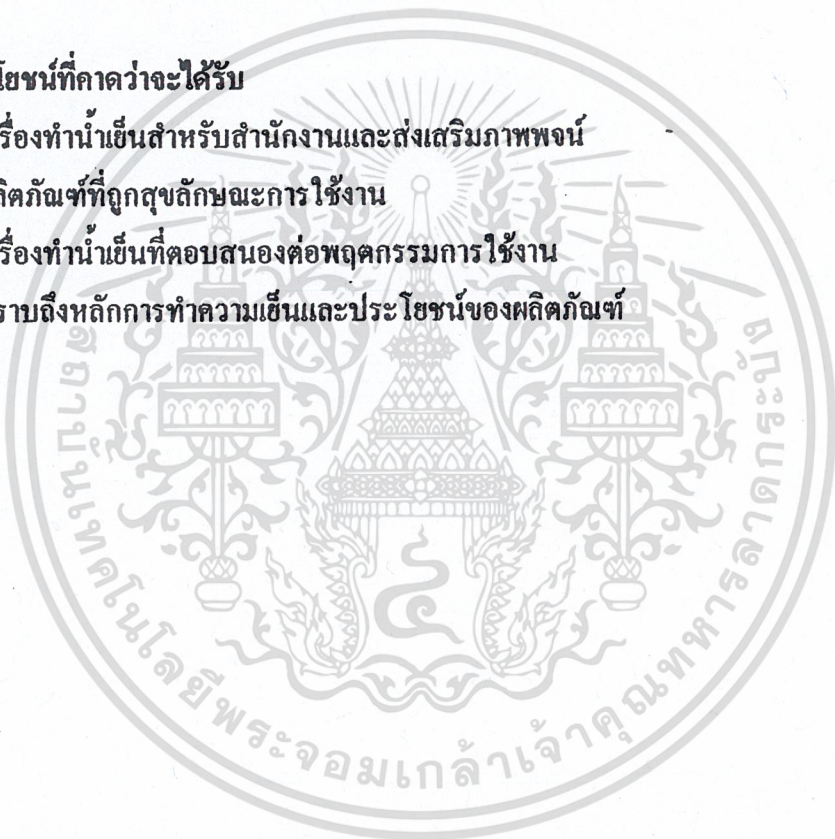 โยชน์ที่คาดว่าจะได้รับ
รื่องทำน้ำเย็นสำหรับสำนักงานและส่งเสริมภาพพจน์
ลิตภัณฑ์ที่ถูกสุขลักษณะการใช้งาน
รื่องทำน้ำเย็นที่ตอบสนองต่อพฤตกรรมการใช้งาน
ราบถึงหลักการทำความเย็นและประโยชน์ของผลิตภัณฑ์
สถาบันเทคโนโลยีพระจอมเกล้าเจ้าคุณทหารลาดกระบัง